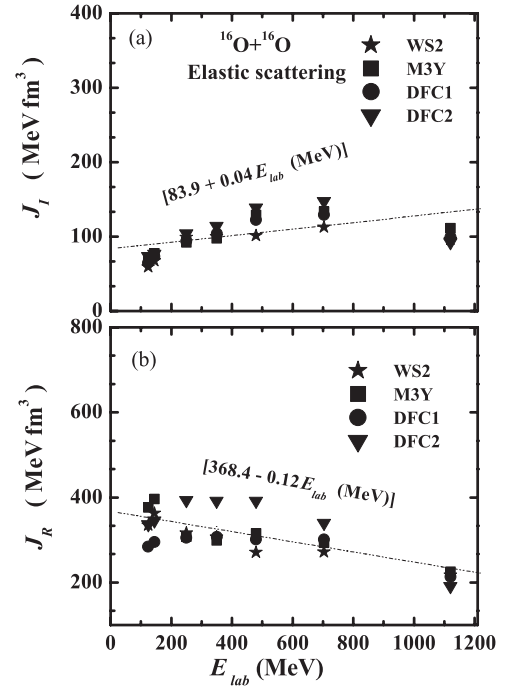 400
(a)
¹⁶O+¹⁶O
Elastic scattering
WS2
M3Y
DFC1
DFC2
300
200
100
0
J_I ( MeV fm³ )
[83.9 + 0.04 E_lab (MeV)]
800
(b)
WS2
M3Y
DFC1
DFC2
600
400
200
J_R ( MeV fm³ )
[368.4 - 0.12E_lab (MeV)]
0 200 400 600 800 1000 1200
E_lab (MeV)